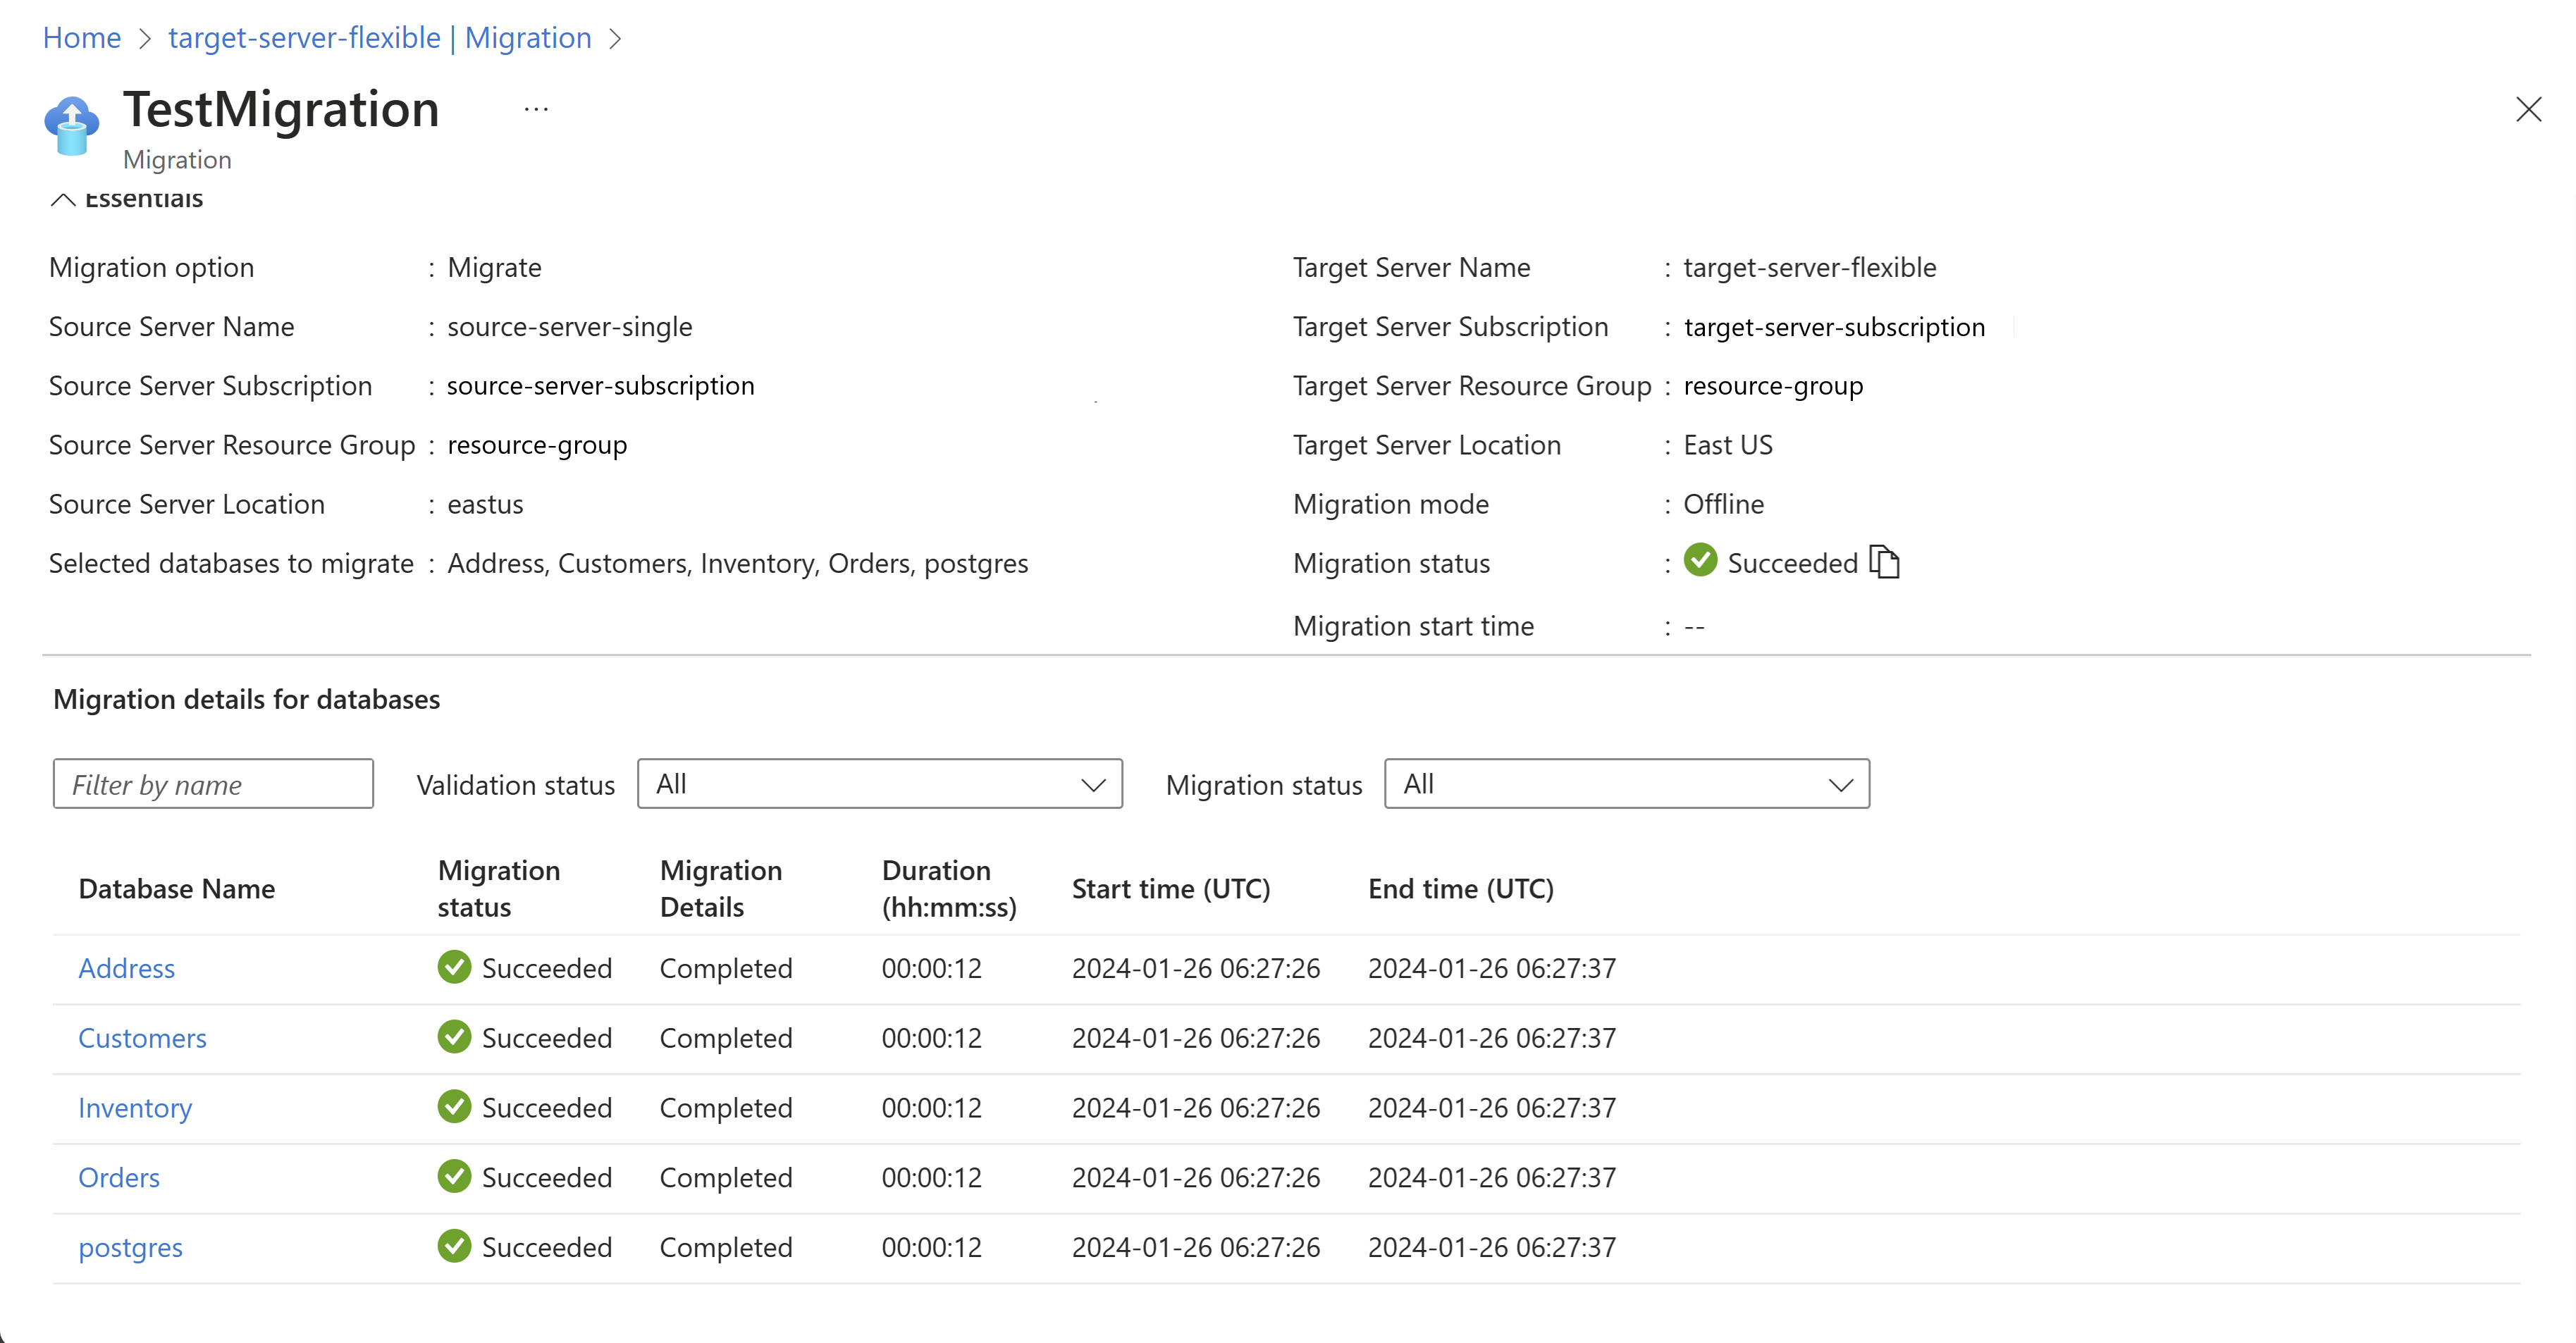 Home > target-server-flexible | Migration >
TestMigration ...
Migration
Essentials
Migration option : Migrate
Source Server Name : source-server-single
Source Server Subscription : source-server-subscription
Source Server Resource Group : resource-group
Source Server Location : eastus
Selected databases to migrate : Address, Customers, Inventory, Orders, postgres
Target Server Name : target-server-flexible
Target Server Subscription : target-server-subscription
Target Server Resource Group : resource-group
Target Server Location : East US
Migration mode : Offline
Migration status : Succeeded
Migration start time : --
Migration details for databases
Filter by name Validation status All Migration status All
Database Name Migration status Migration Details Duration (hh:mm:ss) Start time (UTC) End time (UTC)
Address Succeeded Completed 00:00:12 2024-01-26 06:27:26 2024-01-26 06:27:37
Customers Succeeded Completed 00:00:12 2024-01-26 06:27:26 2024-01-26 06:27:37
Inventory Succeeded Completed 00:00:12 2024-01-26 06:27:26 2024-01-26 06:27:37
Orders Succeeded Completed 00:00:12 2024-01-26 06:27:26 2024-01-26 06:27:37
postgres Succeeded Completed 00:00:12 2024-01-26 06:27:26 2024-01-26 06:27:37